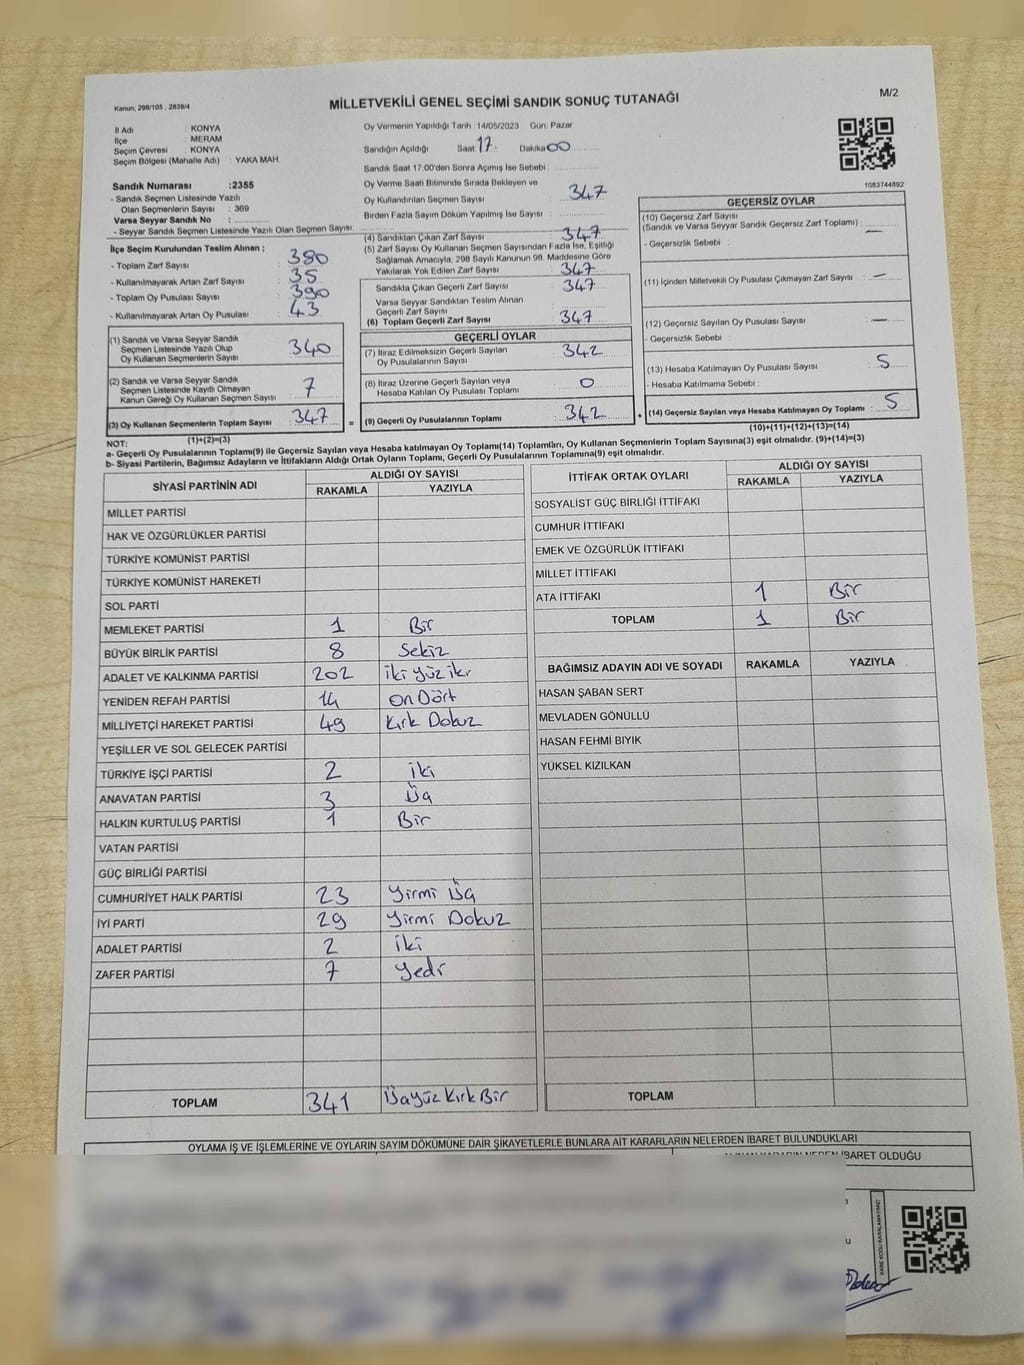 Kanun, 298/105 , 2839/4
MİLLETVEKİLİ GENEL SEÇİMİ SANDIK SONUÇ TUTANAĞI
M/2
İl Adı : KONYA
İlçe : MERAM
Seçim Çevresi : KONYA
Seçim Bölgesi (Mahalle Adı) : YAKA MAH.
Oy Vermenin Yapıldığı Tarih :14/05/2023 Gün: Pazar
Sandığın Açıldığı Saat: 17. Dakika 00
Sandık Saat 17.00'den Sonra Açımış İse Sebebi :
Sandık Numarası :2355
- Sandık Seçmen Listesinde Yazılı
Olan Seçmenlerin Sayısı : 369
Varsa Seyyar Sandık No :
- Seyyar Sandık Seçmen Listesinde Yazılı Olan Seçmen Sayısı:
Oy Verme Saati Bitiminde Sırada Bekleyen ve
Oy Kullandırılan Seçmen Sayısı 347
Birden Fazla Sayım Döküm Yapılmış İse Sayısı :
1083744892
İlçe Seçim Kurulundan Teslim Alınan ;
- Toplam Zarf Sayısı 380
- Kullanılmayarak Artan Zarf Sayısı 35
- Toplam Oy Pusulası Sayısı 390
- Kullanılmayarak Artan Oy Pusulası 43
(4) Sandıktan Çıkan Zarf Sayısı 347
(5) Zarf Sayısı Oy Kullanan Seçmen Sayısından Fazla İse, Eşitliği
Sağlamak Amacıyla, 298 Sayılı Kanunun 98. Maddesine Göre
Yakılarak Yok Edilen Zarf Sayısı 347
Sandıkta Çıkan Geçerli Zarf Sayısı 347
Varsa Seyyar Sandıktan Teslim Alınan
Geçerli Zarf Sayısı
(6) Toplam Geçerli Zarf Sayısı 347
GEÇERSİZ OYLAR
(10) Geçersiz Zarf Sayısı
(Sandık ve Varsa Seyyar Sandık Geçersiz Zarf Toplamı) : —
- Geçersizlik Sebebi :
(11) İçinden Milletvekili Oy Pusulası Çıkmayan Zarf Sayısı : —
(12) Geçersiz Sayılan Oy Pusulası Sayısı : —
- Geçersizlik Sebebi :
(13) Hesaba Katılmayan Oy Pusulası Sayısı : 5
- Hesaba Katılmama Sebebi :
(14) Geçersiz Sayılan veya Hesaba Katılmayan Oy Toplamı : 5
(10)+(11)+(12)+(13)=(14)
(1) Sandık ve Varsa Seyyar Sandık
Seçmen Listesinde Yazılı Olup
Oy Kullanan Seçmenlerin Sayısı 340
(2) Sandık ve Varsa Seyyar Sandık
Seçmen Listesinde Kayıtlı Olmayan
Kanun Gereği Oy Kullanan Seçmen Sayısı 7
(3) Oy Kullanan Seçmenlerin Toplam Sayısı 347
(1)+(2)=(3)
GEÇERLİ OYLAR
(7) İtiraz Edilmeksizin Geçerli Sayılan
Oy Pusulalarının Sayısı 342
(8) İtiraz Üzerine Geçerli Sayılan veya
Hesaba Katılan Oy Pusulası Toplamı 0
= (9) Geçerli Oy Pusulalarının Toplamı 342 +
NOT:
a- Geçerli Oy Pusulalarının Toplamı(9) ile Geçersiz Sayılan veya Hesaba katılmayan Oy Toplamı(14) Toplamları, Oy Kullanan Seçmenlerin Toplam Sayısına(3) eşit olmalıdır. (9)+(14)=(3)
b- Siyasi Partilerin, Bağımsız Adayların ve İttifakların Aldığı Ortak Oyların Toplamı, Geçerli Oy Pusulalarının Toplamına(9) eşit olmalıdır.
SİYASİ PARTİNİN ADI ALDIĞI OY SAYISI
RAKAMLA YAZIYLA
MİLLET PARTİSİ
HAK VE ÖZGÜRLÜKLER PARTİSİ
TÜRKİYE KOMÜNİST PARTİSİ
TÜRKİYE KOMÜNİST HAREKETİ
SOL PARTİ
MEMLEKET PARTİSİ 1 Bir
BÜYÜK BİRLİK PARTİSİ 8 Sekiz
ADALET VE KALKINMA PARTİSİ 202 iki yüz iki
YENİDEN REFAH PARTİSİ 14 on Dört
MİLLİYETÇİ HAREKET PARTİSİ 49 Kırk Dokuz
YEŞİLLER VE SOL GELECEK PARTİSİ
TÜRKİYE İŞÇİ PARTİSİ 2 iki
ANAVATAN PARTİSİ 3 Üç
HALKIN KURTULUŞ PARTİSİ 1 Bir
VATAN PARTİSİ
GÜÇ BİRLİĞİ PARTİSİ
CUMHURİYET HALK PARTİSİ 23 Yirmi Üç
İYİ PARTİ 29 Yirmi Dokuz
ADALET PARTİSİ 2 iki
ZAFER PARTİSİ 7 Yedi
TOPLAM 341 Üçyüz Kırk Bir
İTTİFAK ORTAK OYLARI ALDIĞI OY SAYISI
RAKAMLA YAZIYLA
SOSYALİST GÜÇ BİRLİĞİ İTTİFAKI
CUMHUR İTTİFAKI
EMEK VE ÖZGÜRLÜK İTTİFAKI
MİLLET İTTİFAKI
ATA İTTİFAKI 1 Bir
TOPLAM 1 Bir
BAĞIMSIZ ADAYIN ADI VE SOYADI RAKAMLA YAZIYLA
HASAN ŞABAN SERT
MEVLADEN GÖNÜLLÜ
HASAN FEHMİ BIYIK
YÜKSEL KIZILKAN
TOPLAM
OYLAMA İŞ VE İŞLEMLERİNE VE OYLARIN SAYIM DÖKÜMÜNE DAİR ŞİKAYETLERLE BUNLARA AİT KARARLARIN NELERDEN İBARET BULUNDUKLARI
İBARET OLDUĞU